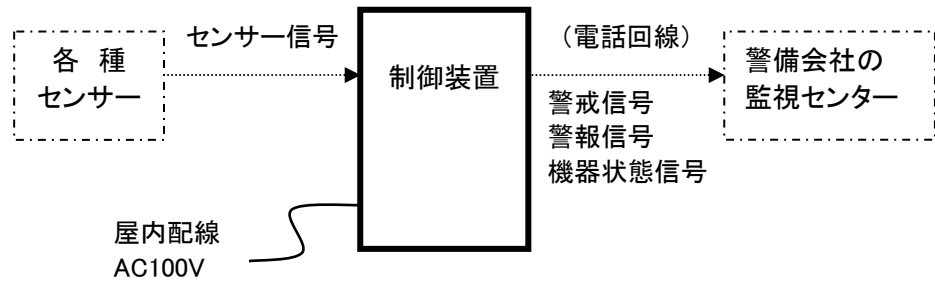 各 種
センサー
センサー信号
制御装置
(電話回線)
警戒信号
警報信号
機器状態信号
警備会社の
監視センター
屋内配線
AC100V